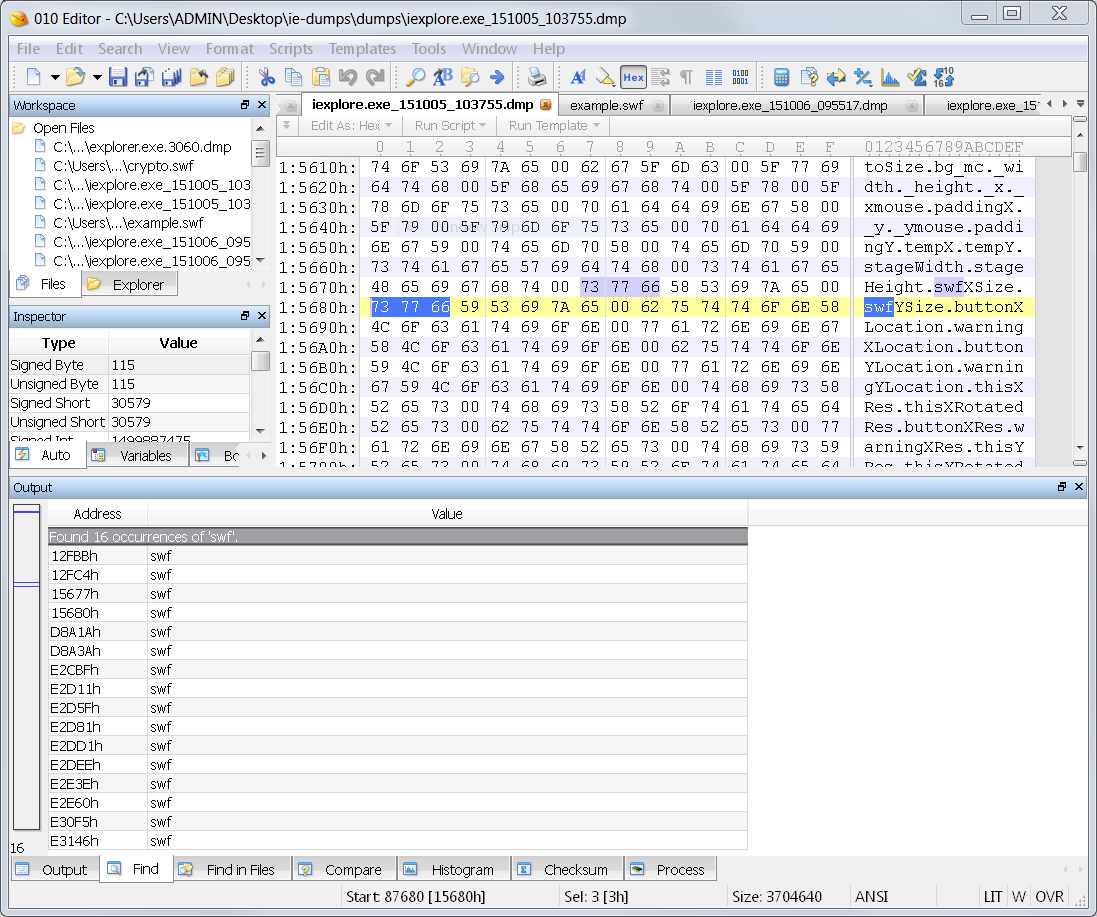 010 Editor - C:\Users\ADMIN\Desktop\ie-dumps\dumps\iexplore.exe_151005_103755.dmp
File Edit Search View Format Scripts Templates Tools Window Help
Workspace
Open Files
C:\...\explorer.exe.3060.dmp
C:\Users\...\crypto.swf
C:\...\iexplore.exe_151005_103
C:\...\iexplore.exe_151005_103
C:\Users\...\example.swf
C:\...\iexplore.exe_151006_095
C:\...\iexplore.exe_151006_095
Files Explorer
Inspector
Type Value
Signed Byte 115
Unsigned Byte 115
Signed Short 30579
Unsigned Short 30579
Signed Int 1499887475
Auto Variables Bo
iexplore.exe_151005_103755.dmp example.swf iexplore.exe_151006_095517.dmp iexplore.exe_15
Edit As: Hex Run Script Run Template
0 1 2 3 4 5 6 7 8 9 A B C D E F 0123456789ABCDEF
1:5610h: 74 6F 53 69 7A 65 00 62 67 5F 6D 63 00 5F 77 69 toSize.bg_mc._wi
1:5620h: 64 74 68 00 5F 68 65 69 67 68 74 00 5F 78 00 5F dth._height._x._
1:5630h: 78 6D 6F 75 73 65 00 70 61 64 64 69 6E 67 58 00 xmouse.paddingX.
1:5640h: 5F 79 00 5F 79 6D 6F 75 73 65 00 70 61 64 64 69 _y._ymouse.paddi
1:5650h: 6E 67 59 00 74 65 6D 70 58 00 74 65 6D 70 59 00 ngY.tempX.tempY.
1:5660h: 73 74 61 67 65 57 69 64 74 68 00 73 74 61 67 65 stageWidth.stage
1:5670h: 48 65 69 67 68 74 00 73 77 66 58 53 69 7A 65 00 Height.swfXSize.
1:5680h: 73 77 66 59 53 69 7A 65 00 62 75 74 74 6F 6E 58 swfYSize.buttonX
1:5690h: 4C 6F 63 61 74 69 6F 6E 00 77 61 72 6E 69 6E 67 Location.warning
1:56A0h: 58 4C 6F 63 61 74 69 6F 6E 00 62 75 74 74 6F 6E XLocation.button
1:56B0h: 59 4C 6F 63 61 74 69 6F 6E 00 77 61 72 6E 69 6E YLocation.warnin
1:56C0h: 67 59 4C 6F 63 61 74 69 6F 6E 00 74 68 69 73 58 gYLocation.thisX
1:56D0h: 52 65 73 00 74 68 69 73 58 52 6F 74 61 74 65 64 Res.thisXRotated
1:56E0h: 52 65 73 00 62 75 74 74 6F 6E 58 52 65 73 00 77 Res.buttonXRes.w
1:56F0h: 61 72 6E 69 6E 67 58 52 65 73 00 74 68 69 73 59 arningXRes.thisY
1:5700h: 52 65 73 00 74 68 69 73 59 52 6F 74 61 74 65 64 Res.thisYRotated
Output
Address Value
Found 16 occurrences of 'swf'.
12FBBh swf
12FC4h swf
15677h swf
15680h swf
D8A1Ah swf
D8A3Ah swf
E2CBFh swf
E2D11h swf
E2D5Fh swf
E2D81h swf
E2DD1h swf
E2DEEh swf
E2E3Eh swf
E2E60h swf
E30F5h swf
E3146h swf
16
Output Find Find in Files Compare Histogram Checksum Process
Start: 87680 [15680h] Sel: 3 [3h] Size: 3704640 ANSI LIT W OVR